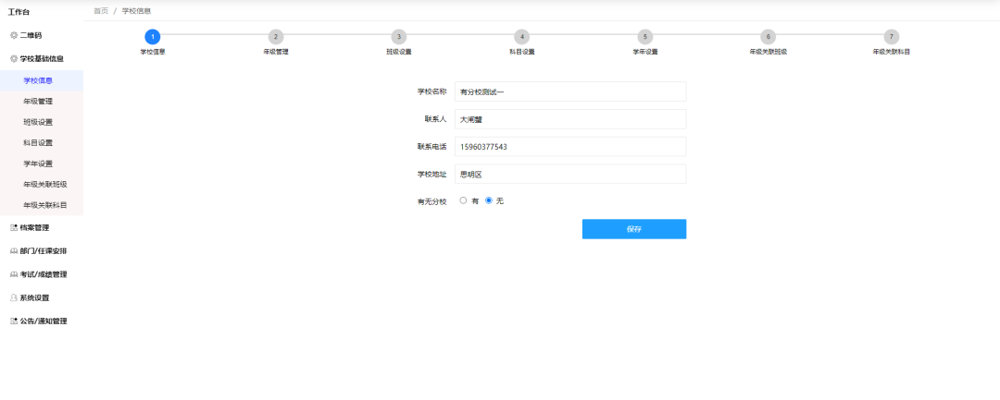 工作台
首页 / 学校信息
二维码
学校基础信息
学校信息
年级管理
班级设置
科目设置
学年设置
年级关联班级
年级关联科目
档案管理
部门/任课安排
考试/成绩管理
系统设置
公告/通知管理
1 2 3 4 5 6 7
学校信息 年级管理 班级设置 科目设置 学年设置 年级关联班级 年级关联科目
学校名称 有分校测试一
联系人 大闸蟹
联系电话 15960377543
学校地址 思明区
有无分校 有 无
保存